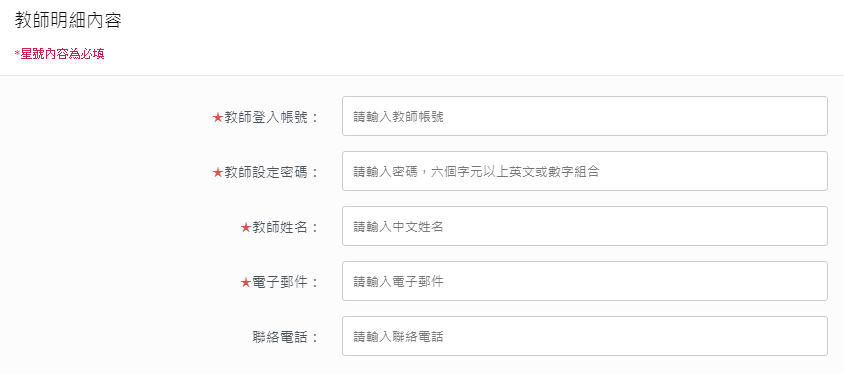 教師明細內容
*星號內容為必填
★教師登入帳號： 請輸入教師帳號
★教師設定密碼： 請輸入密碼，六個字元以上英文或數字組合
★教師姓名： 請輸入中文姓名
★電子郵件： 請輸入電子郵件
聯絡電話： 請輸入聯絡電話